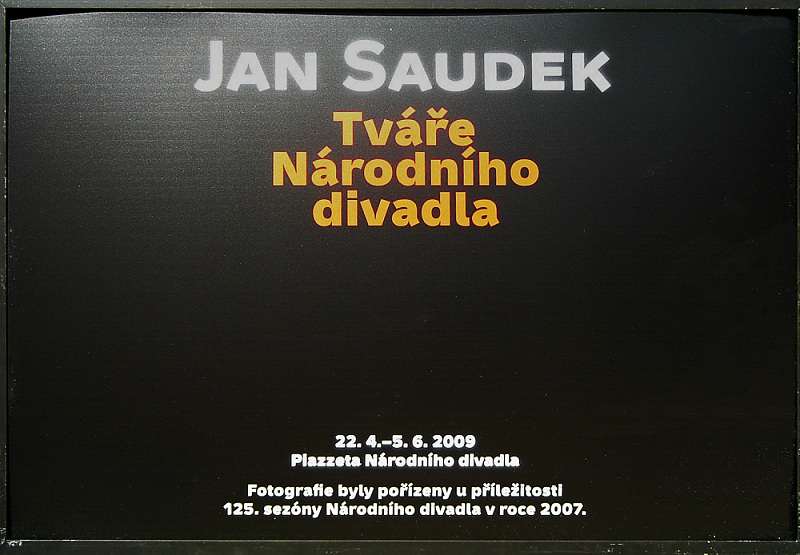 JAN SAUDEK
Tváře
Národního
divadla
22. 4.–5. 6. 2009
Piazzeta Národního divadla
Fotografie byly pořízeny u příležitosti
125. sezóny Národního divadla v roce 2007.